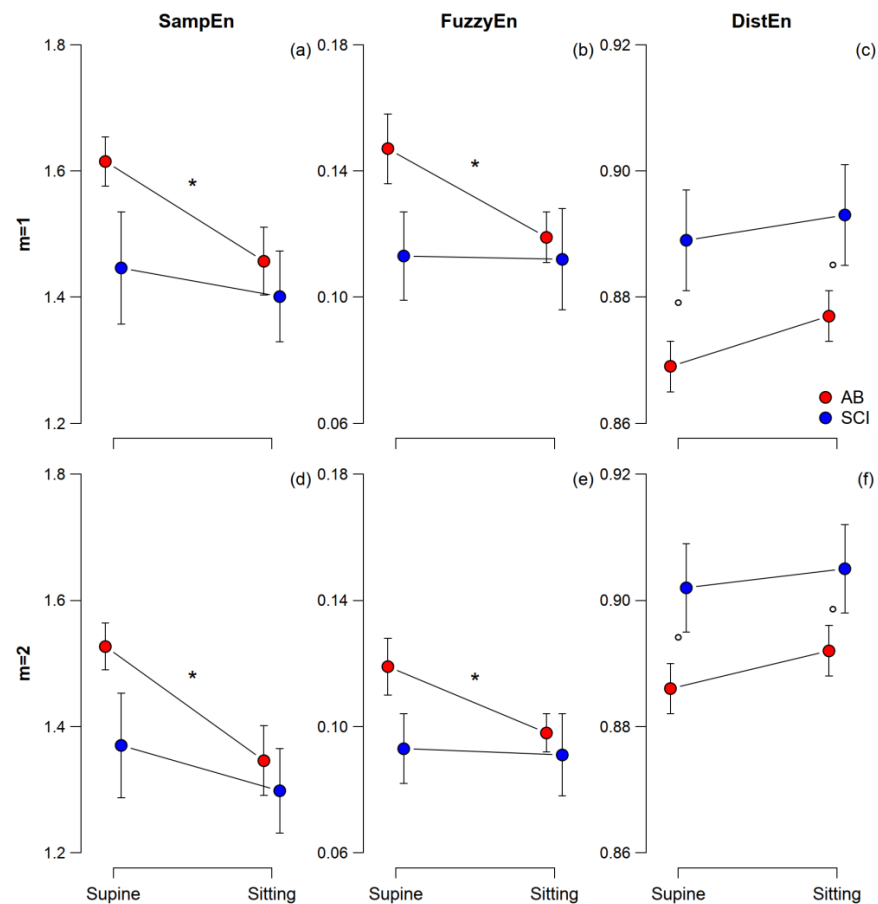 SampEn FuzzyEn DistEn
m=1
(a)
1.8
1.6
1.4
1.2
*
(b)
0.18
0.14
0.10
0.06
*
(c)
0.92
0.90
0.88
0.86
AB
SCI
m=2
(d)
1.8
1.6
1.4
1.2
*
Supine Sitting
(e)
0.18
0.14
0.10
0.06
*
Supine Sitting
(f)
0.92
0.90
0.88
0.86
Supine Sitting